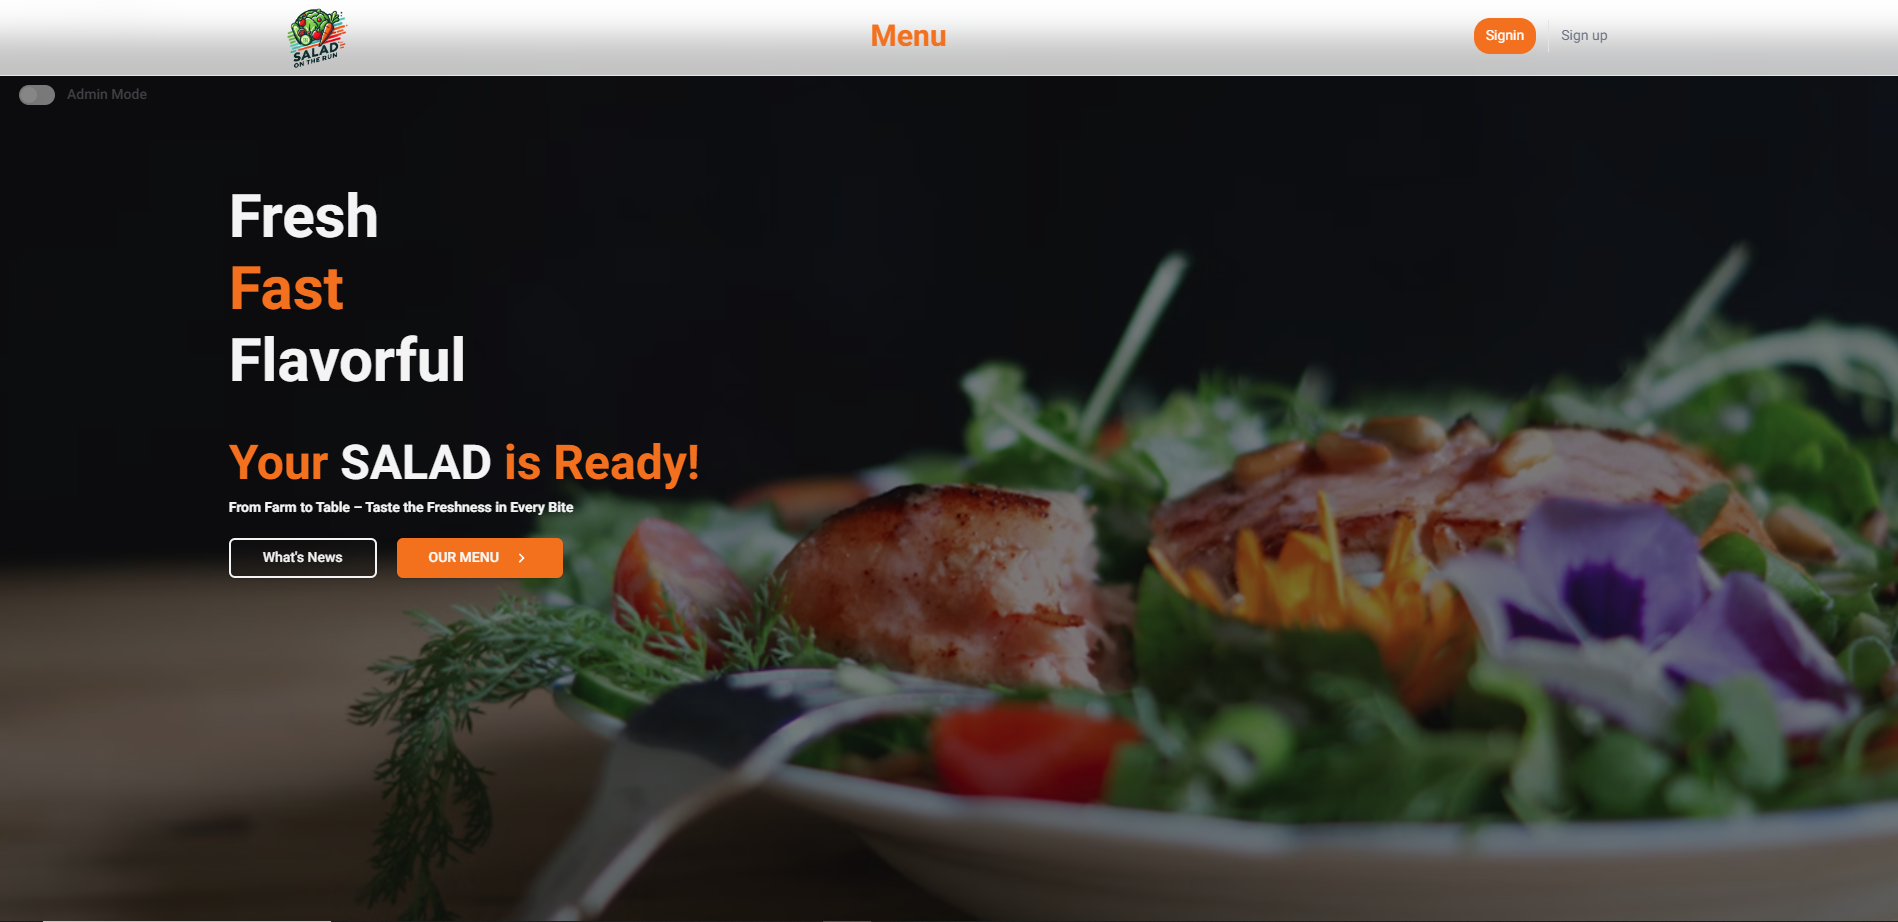 SALAD
ON THE RUN
Menu
Signin
Sign up
Admin Mode
Fresh
Fast
Flavorful
Your SALAD is Ready!
From Farm to Table – Taste the Freshness in Every Bite
What's News
OUR MENU